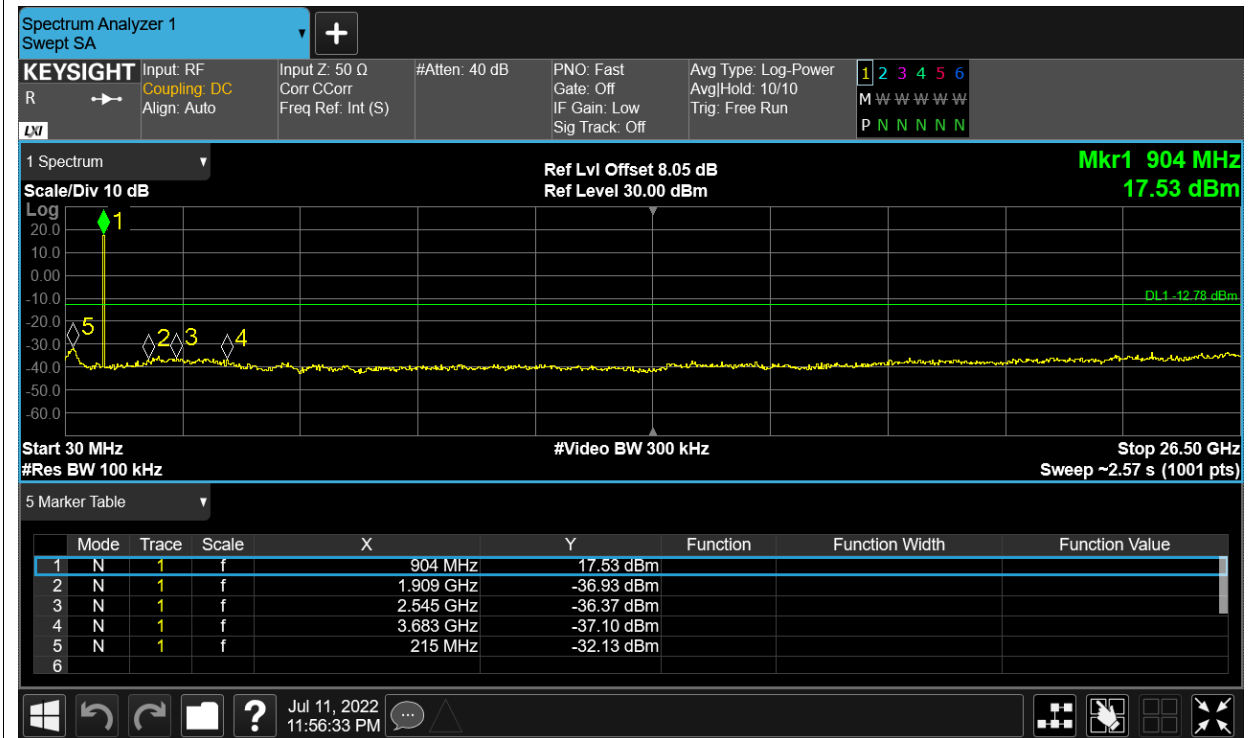 Spectrum Analyzer 1
Swept SA
KEYSIGHT
R
LXI
Input: RF
Coupling: DC
Align: Auto
Input Z: 50 Ω
Corr CCorr
Freq Ref: Int (S)
#Atten: 40 dB
PNO: Fast
Gate: Off
IF Gain: Low
Sig Track: Off
Avg Type: Log-Power
Avg|Hold: 10/10
Trig: Free Run
1 2 3 4 5 6
M W W W W W
P N N N N N
1 Spectrum
Scale/Div 10 dB
Ref Lvl Offset 8.05 dB
Ref Level 30.00 dBm
Mkr1 904 MHz
17.53 dBm
Log
20.0
10.0
0.00
-10.0
-20.0
-30.0
-40.0
-50.0
-60.0
1
5
2
3
4
DL1 -12.78 dBm
Start 30 MHz
#Video BW 300 kHz
Stop 26.50 GHz
#Res BW 100 kHz
Sweep ~2.57 s (1001 pts)
5 Marker Table
Mode Trace Scale X Y Function Function Width Function Value
1 N 1 f 904 MHz 17.53 dBm
2 N 1 f 1.909 GHz -36.93 dBm
3 N 1 f 2.545 GHz -36.37 dBm
4 N 1 f 3.683 GHz -37.10 dBm
5 N 1 f 215 MHz -32.13 dBm
6
?
Jul 11, 2022
11:56:33 PM